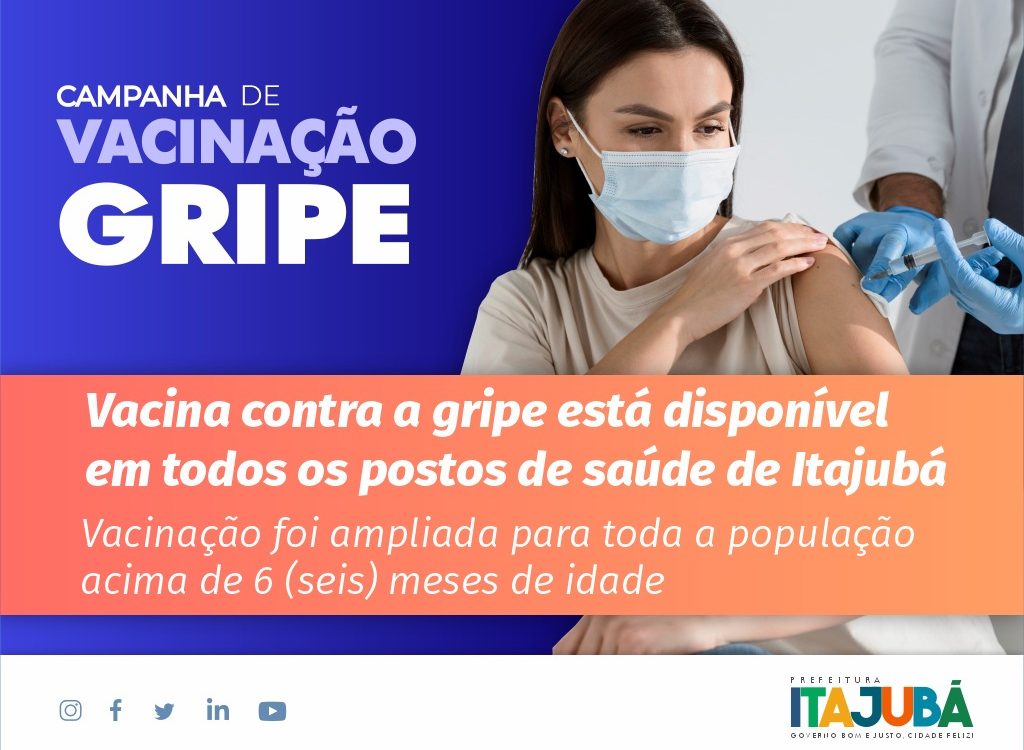 CAMPANHA DE
VACINAÇÃO
GRIPE
Vacina contra a gripe está disponível
em todos os postos de saúde de Itajubá
Vacinação foi ampliada para toda a população
acima de 6 (seis) meses de idade
PREFEITURA
ITAJUBÁ
GOVERNO BOM E JUSTO, CIDADE FELIZ!